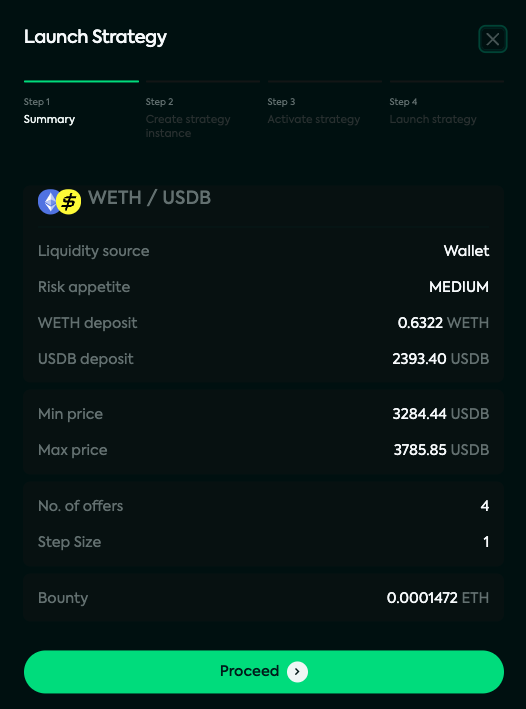 Launch Strategy
Step 1
Summary
Step 2
Create strategy
instance
Step 3
Activate strategy
Step 4
Launch strategy
WETH / USDB
Liquidity source Wallet
Risk appetite MEDIUM
WETH deposit 0.6322 WETH
USDB deposit 2393.40 USDB
Min price 3284.44 USDB
Max price 3785.85 USDB
No. of offers 4
Step Size 1
Bounty 0.0001472 ETH
Proceed